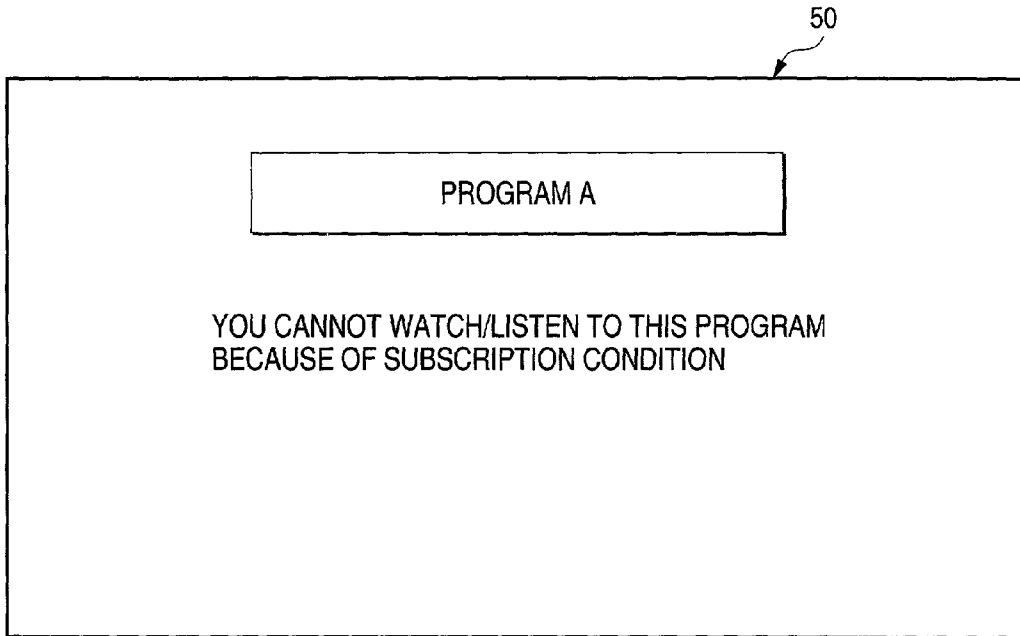 50
PROGRAM A
YOU CANNOT WATCH/LISTEN TO THIS PROGRAM
BECAUSE OF SUBSCRIPTION CONDITION